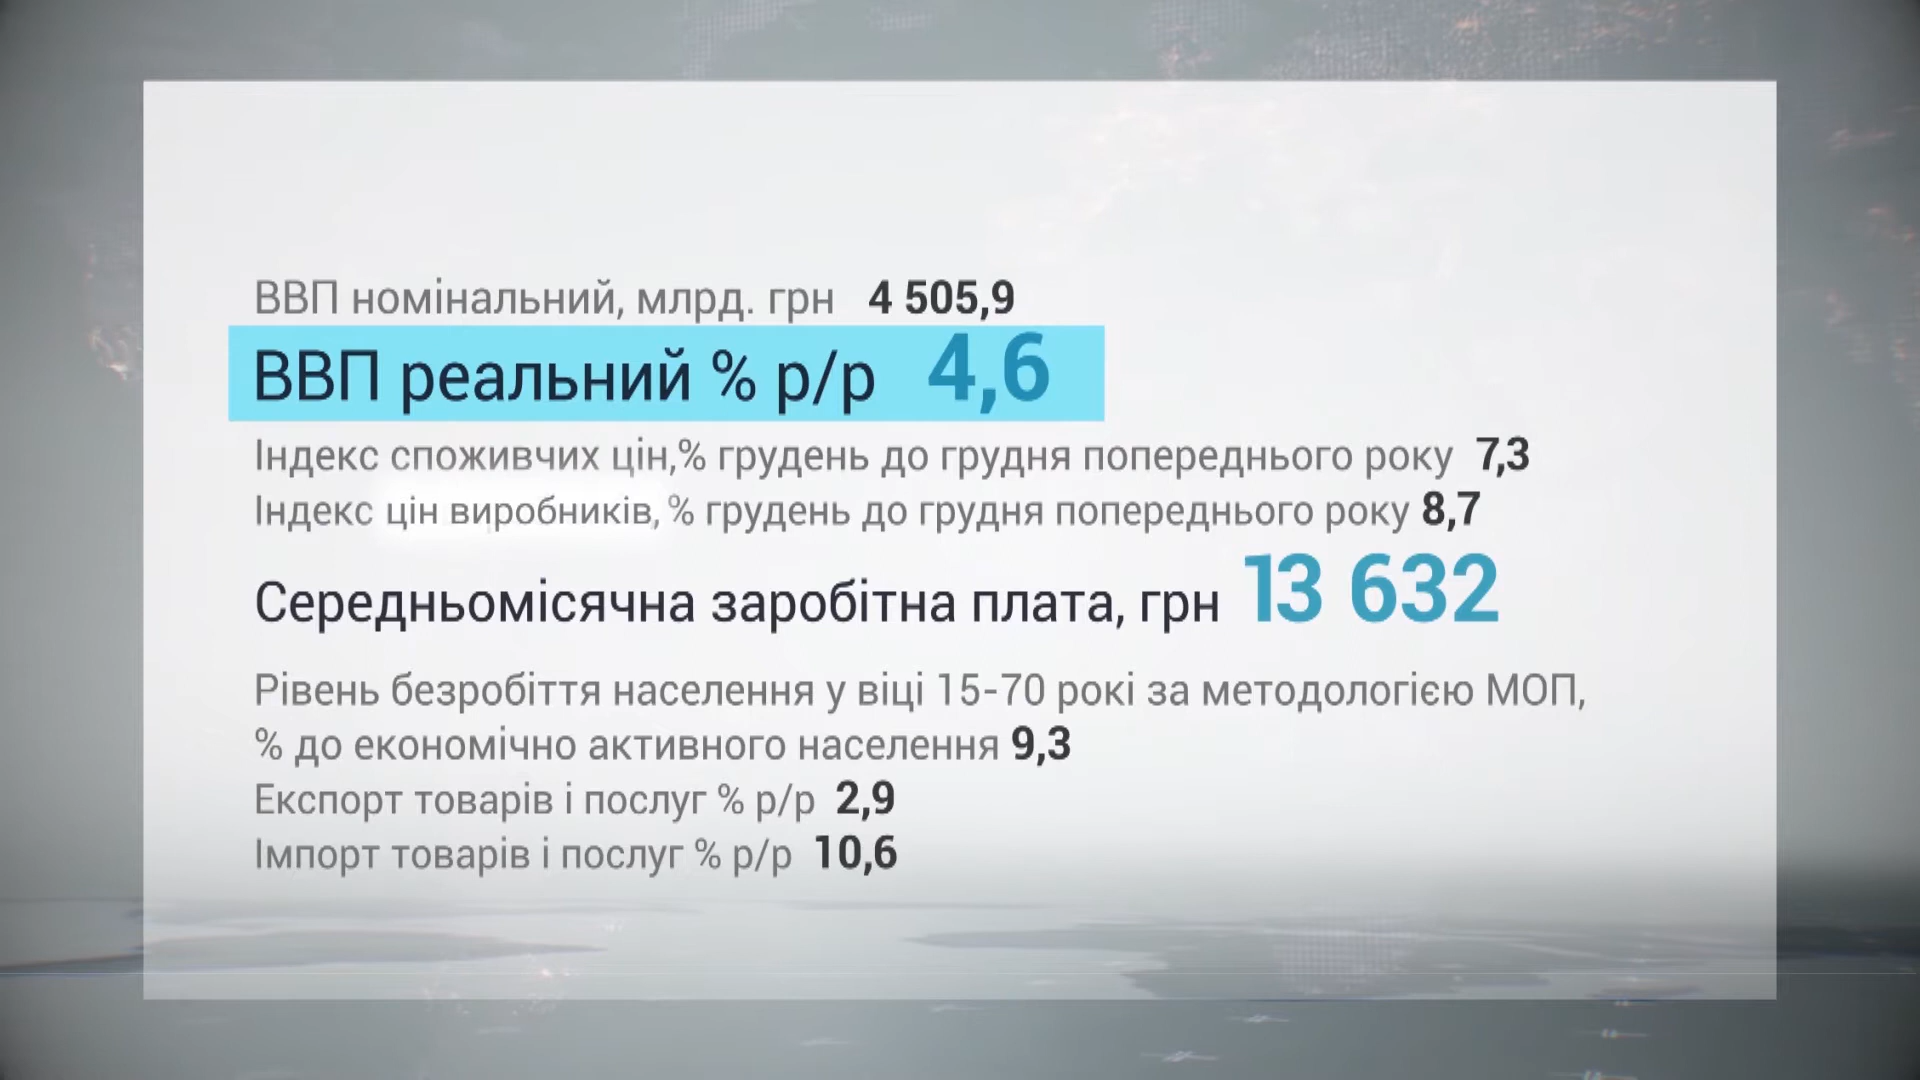 ВВП номінальний, млрд. грн 4 505,9
ВВП реальний % р/р 4,6
Індекс споживчих цін,% грудень до грудня попереднього року 7,3
Індекс цін виробників, % грудень до грудня попереднього року 8,7
Середньомісячна заробітна плата, грн 13 632
Рівень безробіття населення у віці 15-70 рокі за методологією МОП,
% до економічно активного населення 9,3
Експорт товарів і послуг % р/р 2,9
Імпорт товарів і послуг % р/р 10,6